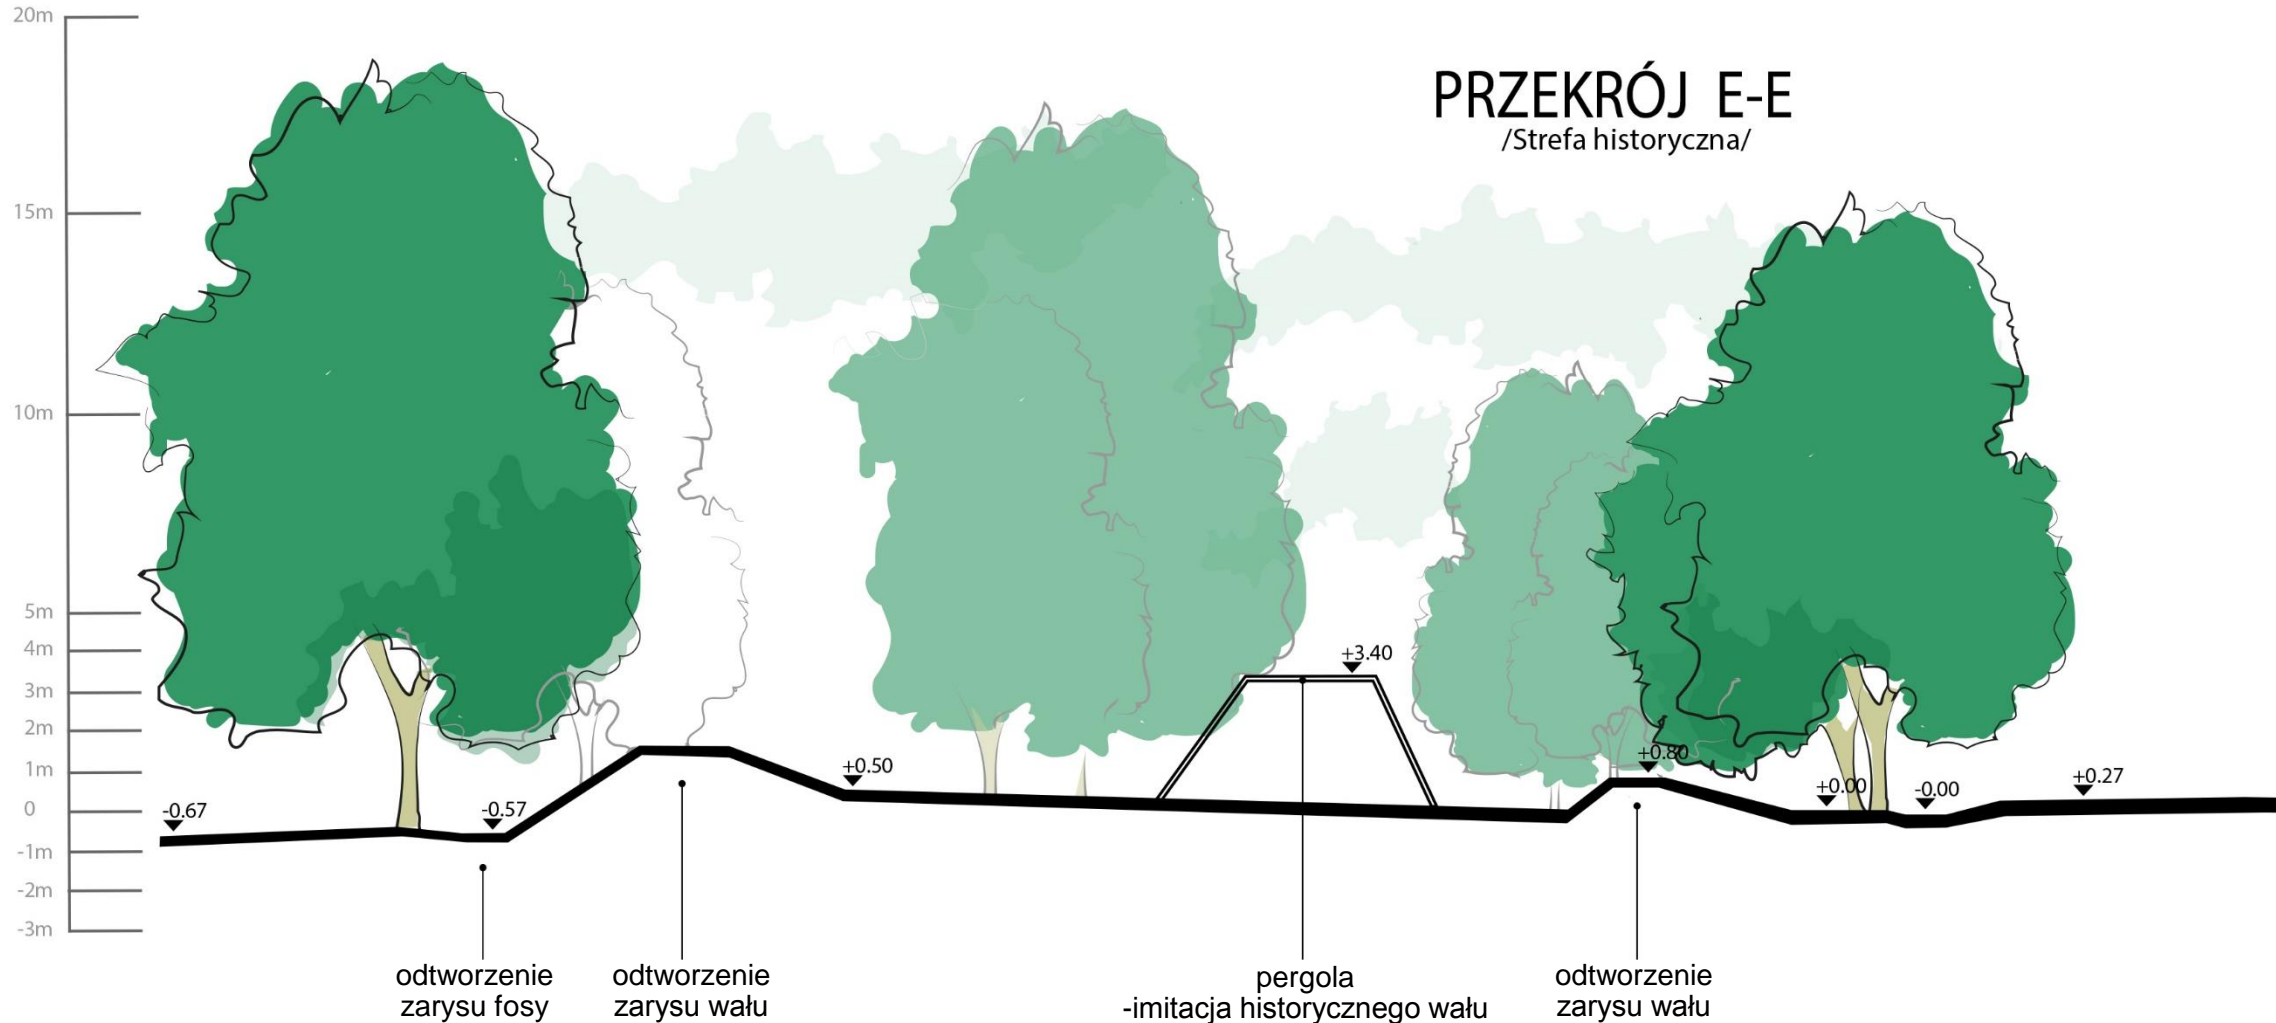 20m
PRZEKRÓJ E-E
/Strefa historyczna/
15m
10m
5m
4m
3m
2m
1m
0
-1m
-2m
-3m
+3.40
+0.50
+0.80
-0.67
-0.57
+0.00
-0.00
+0.27
odtworzenie
zarysu fosy
odtworzenie
zarysu wału
pergola
-imitacja historycznego wału
odtworzenie
zarysu wału